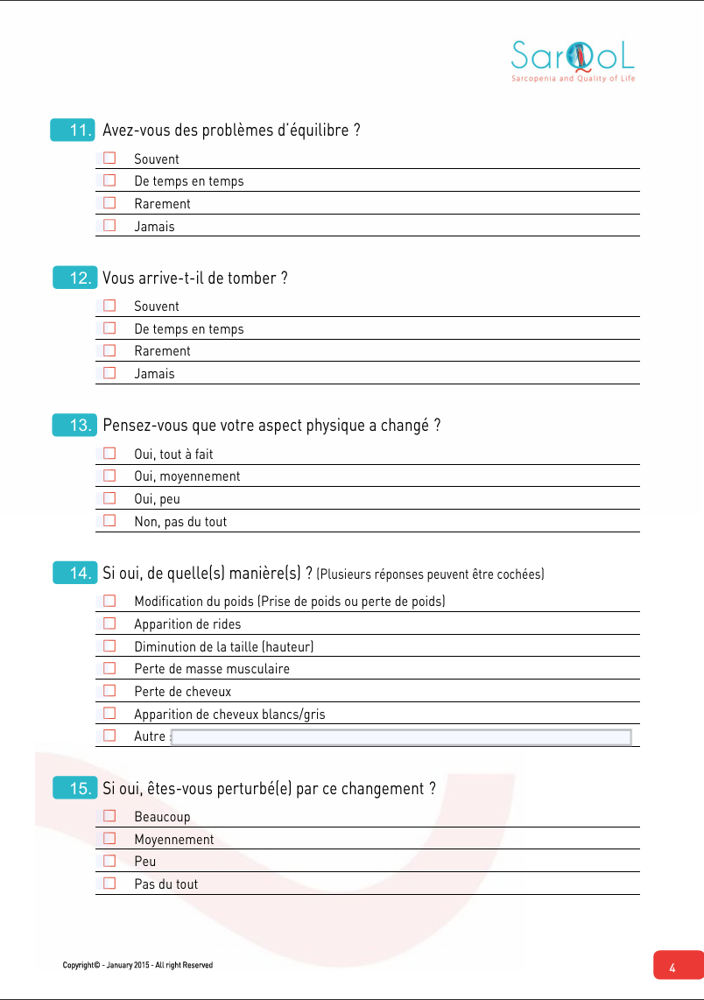 SarQoL
Sarcopenia and Quality of Life
11. Avez-vous des problèmes d'équilibre ?
Souvent
De temps en temps
Rarement
Jamais
12. Vous arrive-t-il de tomber ?
Souvent
De temps en temps
Rarement
Jamais
13. Pensez-vous que votre aspect physique a changé ?
Oui, tout à fait
Oui, moyennement
Oui, peu
Non, pas du tout
14. Si oui, de quelle(s) manière(s) ? (Plusieurs réponses peuvent être cochées)
Modification du poids (Prise de poids ou perte de poids)
Apparition de rides
Diminution de la taille (hauteur)
Perte de masse musculaire
Perte de cheveux
Apparition de cheveux blancs/gris
Autre :
15. Si oui, êtes-vous perturbé(e) par ce changement ?
Beaucoup
Moyennement
Peu
Pas du tout
Copyright© - January 2015 - All right Reserved
4